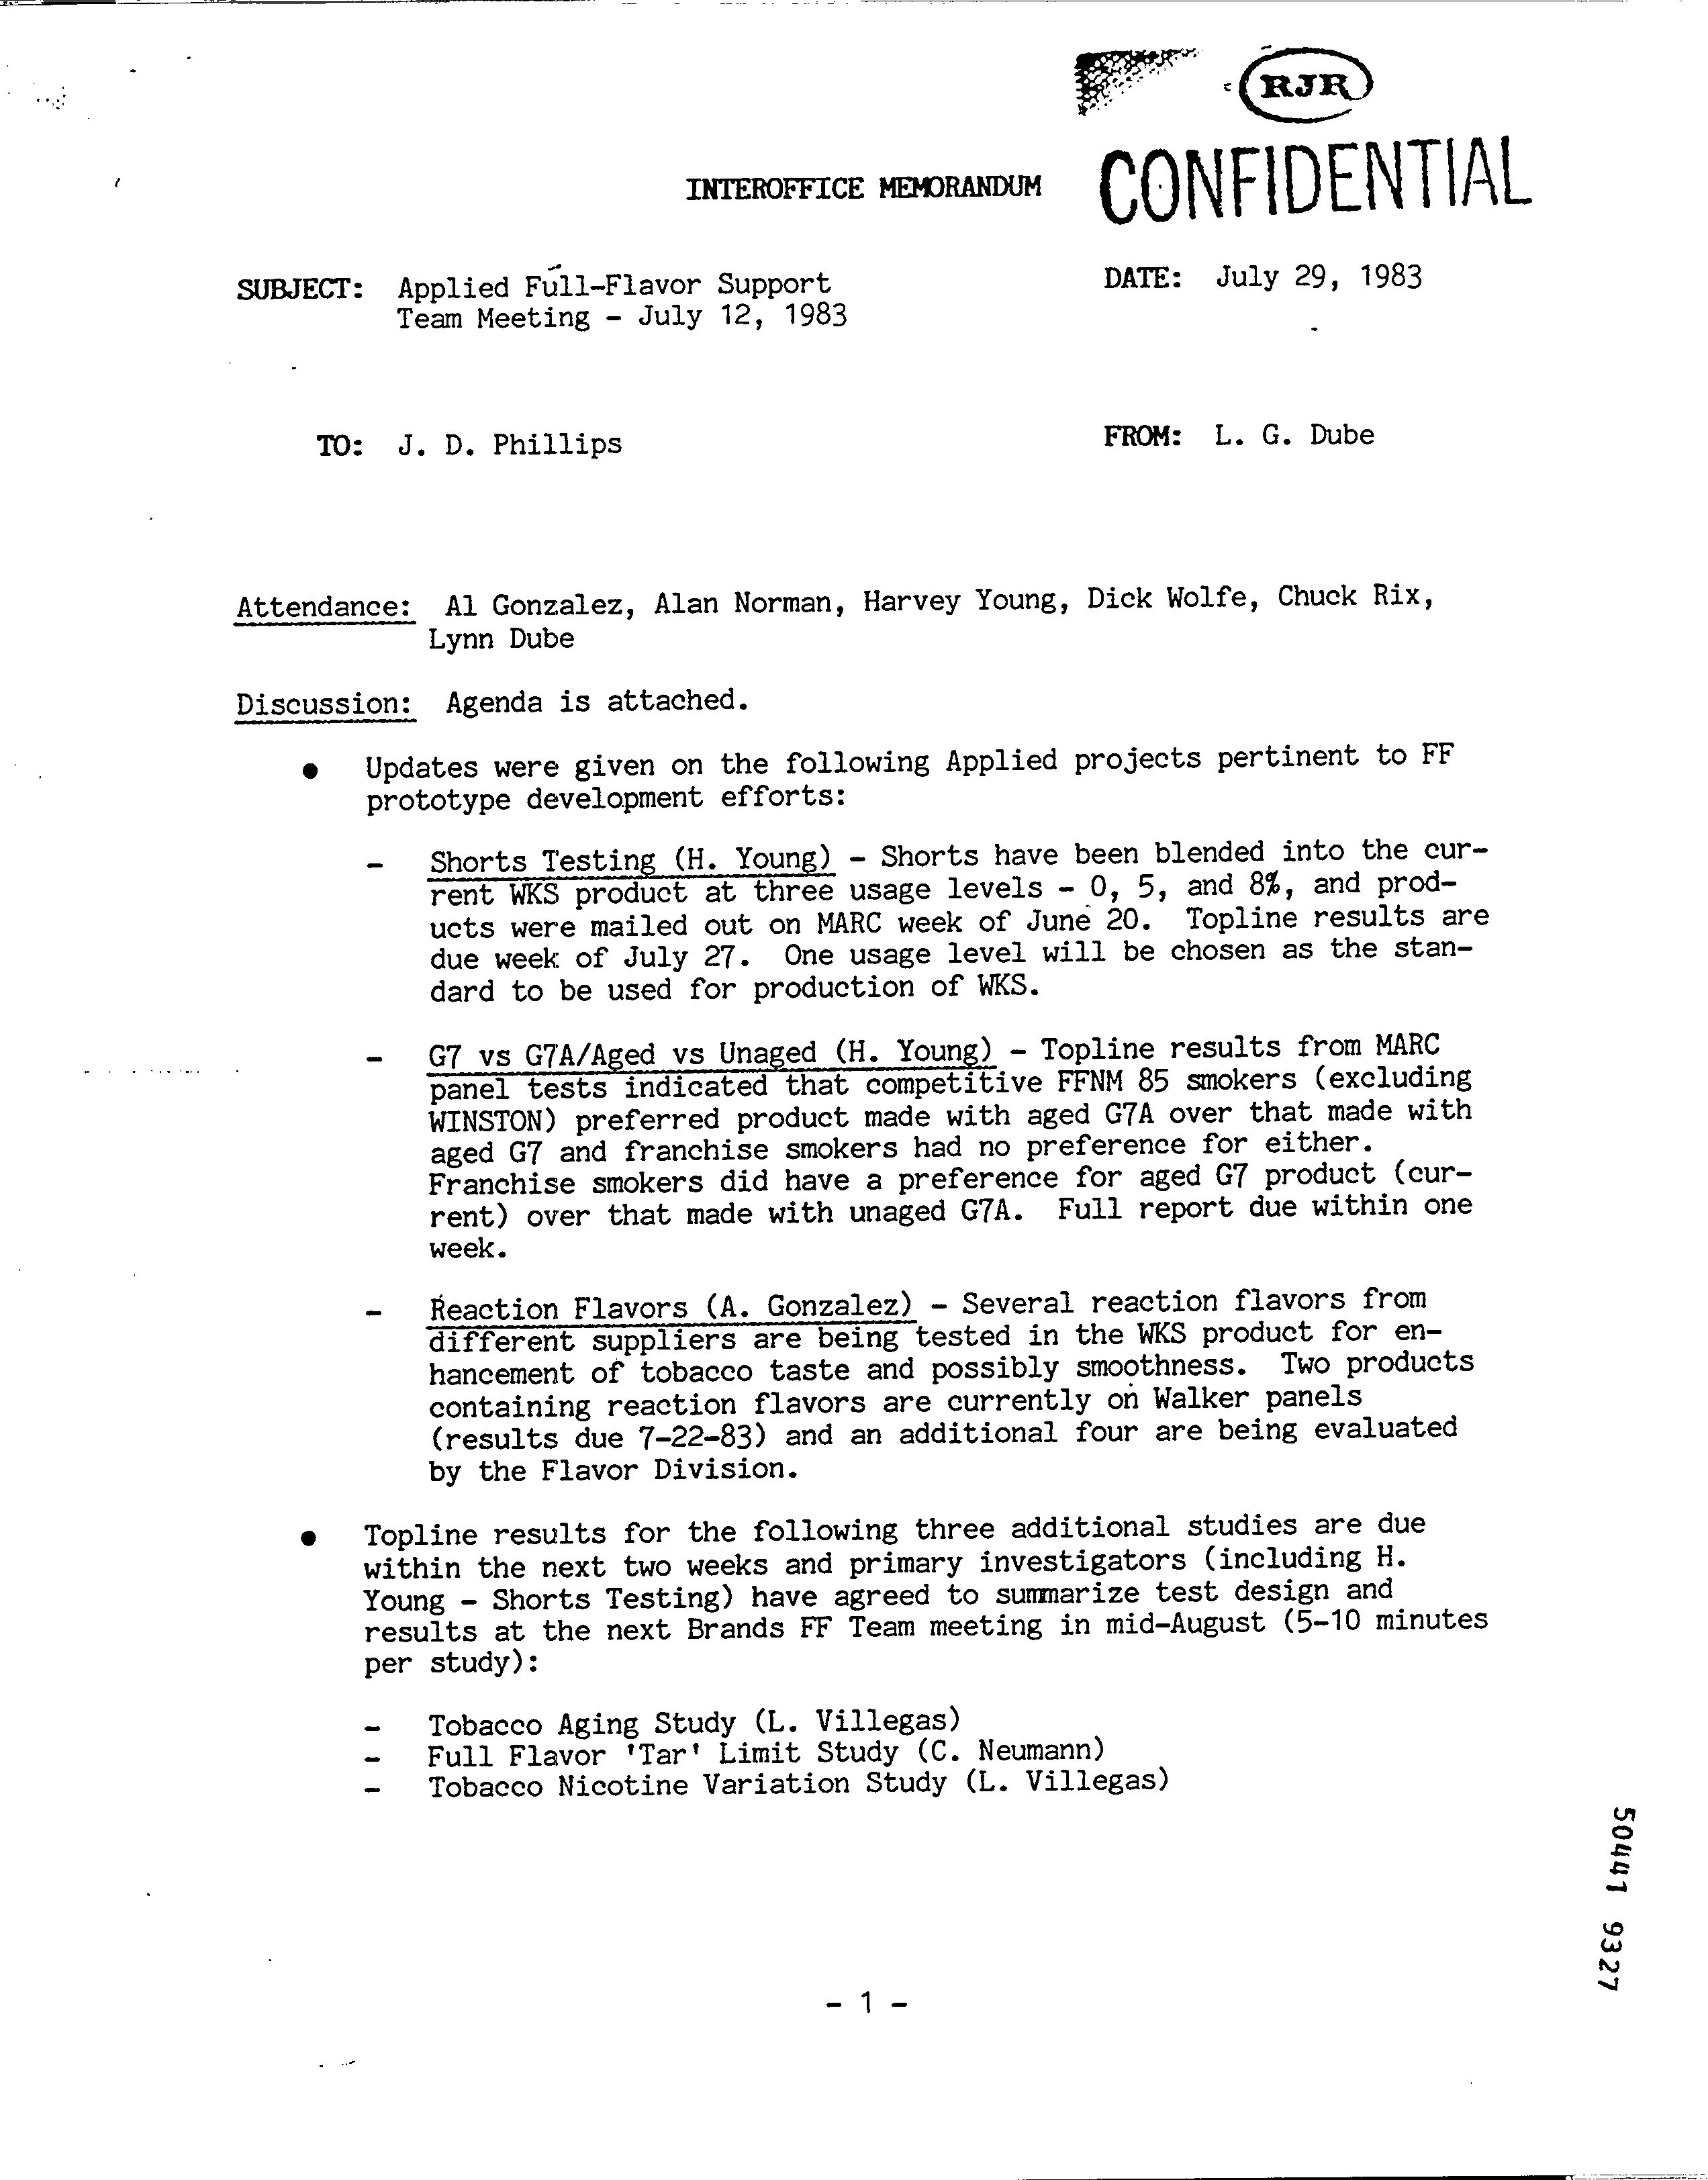 RJR
CONFIDENTIAL
INTEROFFICE MEMORANDUM
SUBJECT: Applied Full-Flavor Support
Team Meeting - July 12, 1983
DATE: July 29, 1983
TO: J. D. Phillips
FROM: L. G. Dube
Attendance: Al Gonzalez, Alan Norman, Harvey Young, Dick Wolfe, Chuck Rix,
Lynn Dube
Discussion: Agenda is attached.
● Updates were given on the following Applied projects pertinent to FF
prototype development efforts:
- Shorts Testing (H. Young) - Shorts have been blended into the cur-
rent WKS product at three usage levels - 0, 5, and 8%, and prod-
ucts were mailed out on MARC week of June 20. Topline results are
due week of July 27. One usage level will be chosen as the stan-
dard to be used for production of WKS.
- G7 vs G7A/Aged vs Unaged (H. Young) - Topline results from MARC
panel tests indicated that competitive FFNM 85 smokers (excluding
WINSTON) preferred product made with aged G7A over that made with
aged G7 and franchise smokers had no preference for either.
Franchise smokers did have a preference for aged G7 product (cur-
rent) over that made with unaged G7A. Full report due within one
week.
- Reaction Flavors (A. Gonzalez) - Several reaction flavors from
different suppliers are being tested in the WKS product for en-
hancement of tobacco taste and possibly smoothness. Two products
containing reaction flavors are currently on Walker panels
(results due 7-22-83) and an additional four are being evaluated
by the Flavor Division.
● Topline results for the following three additional studies are due
within the next two weeks and primary investigators (including H.
Young - Shorts Testing) have agreed to summarize test design and
results at the next Brands FF Team meeting in mid-August (5-10 minutes
per study):
- Tobacco Aging Study (L. Villegas)
- Full Flavor 'Tar' Limit Study (C. Neumann)
- Tobacco Nicotine Variation Study (L. Villegas)
50441 9327
- 1 -